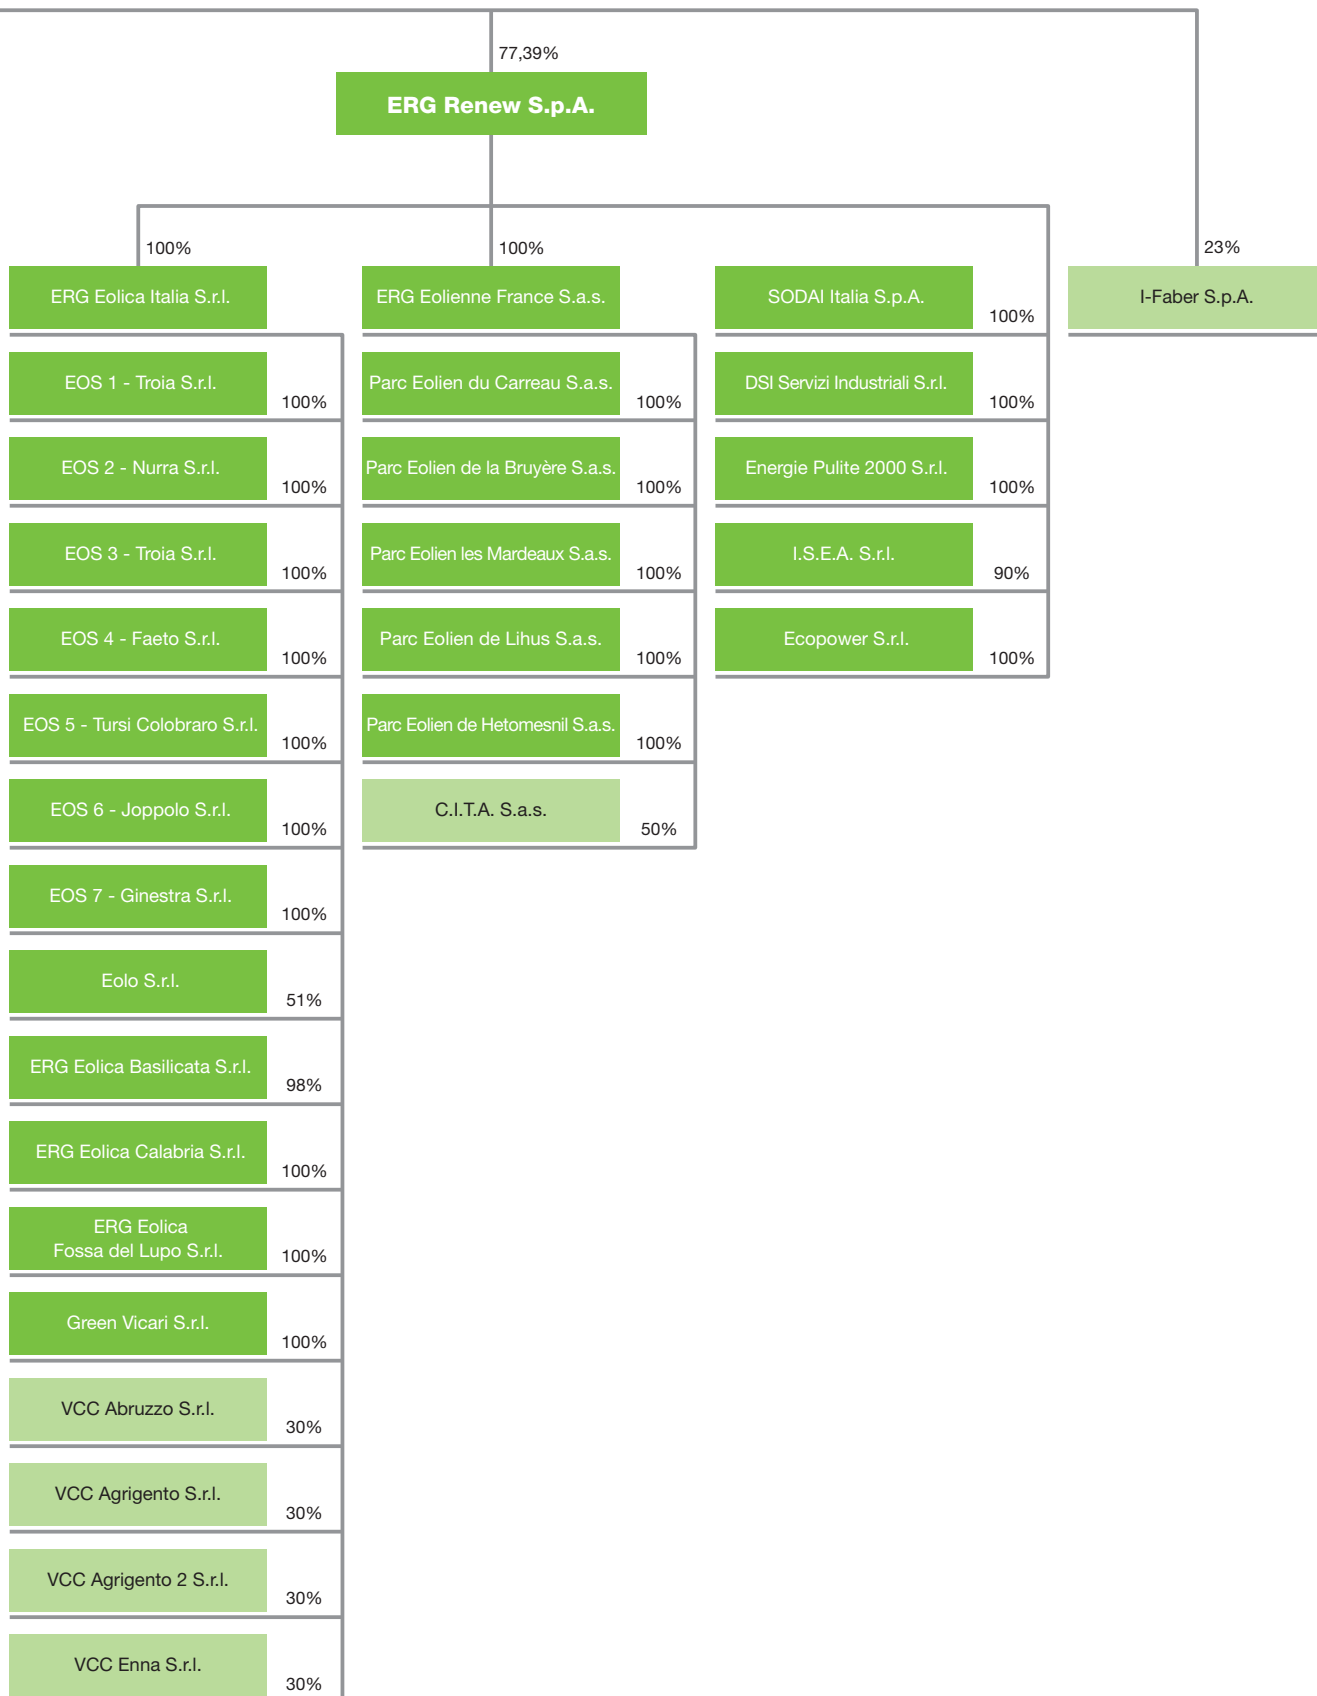 77,39%
ERG Renew S.p.A.
100%
ERG Eolica Italia S.r.l.
EOS 1 - Troia S.r.l.
100%
EOS 2 - Nurra S.r.l.
100%
EOS 3 - Troia S.r.l.
100%
EOS 4 - Faeto S.r.l.
100%
EOS 5 - Tursi Colobraro S.r.l.
100%
EOS 6 - Joppolo S.r.l.
100%
EOS 7 - Ginestra S.r.l.
100%
Eolo S.r.l.
51%
ERG Eolica Basilicata S.r.l.
98%
ERG Eolica Calabria S.r.l.
100%
ERG Eolica
Fossa del Lupo S.r.l.
100%
Green Vicari S.r.l.
100%
VCC Abruzzo S.r.l.
30%
VCC Agrigento S.r.l.
30%
VCC Agrigento 2 S.r.l.
30%
VCC Enna S.r.l.
30%
100%
ERG Eolienne France S.a.s.
Parc Eolien du Carreau S.a.s.
100%
Parc Eolien de la Bruyère S.a.s.
100%
Parc Eolien les Mardeaux S.a.s.
100%
Parc Eolien de Lihus S.a.s.
100%
Parc Eolien de Hetomesnil S.a.s.
100%
C.I.T.A. S.a.s.
50%
SODAI Italia S.p.A.
100%
DSI Servizi Industriali S.r.l.
100%
Energie Pulite 2000 S.r.l.
100%
I.S.E.A. S.r.l.
90%
Ecopower S.r.l.
100%
23%
I-Faber S.p.A.